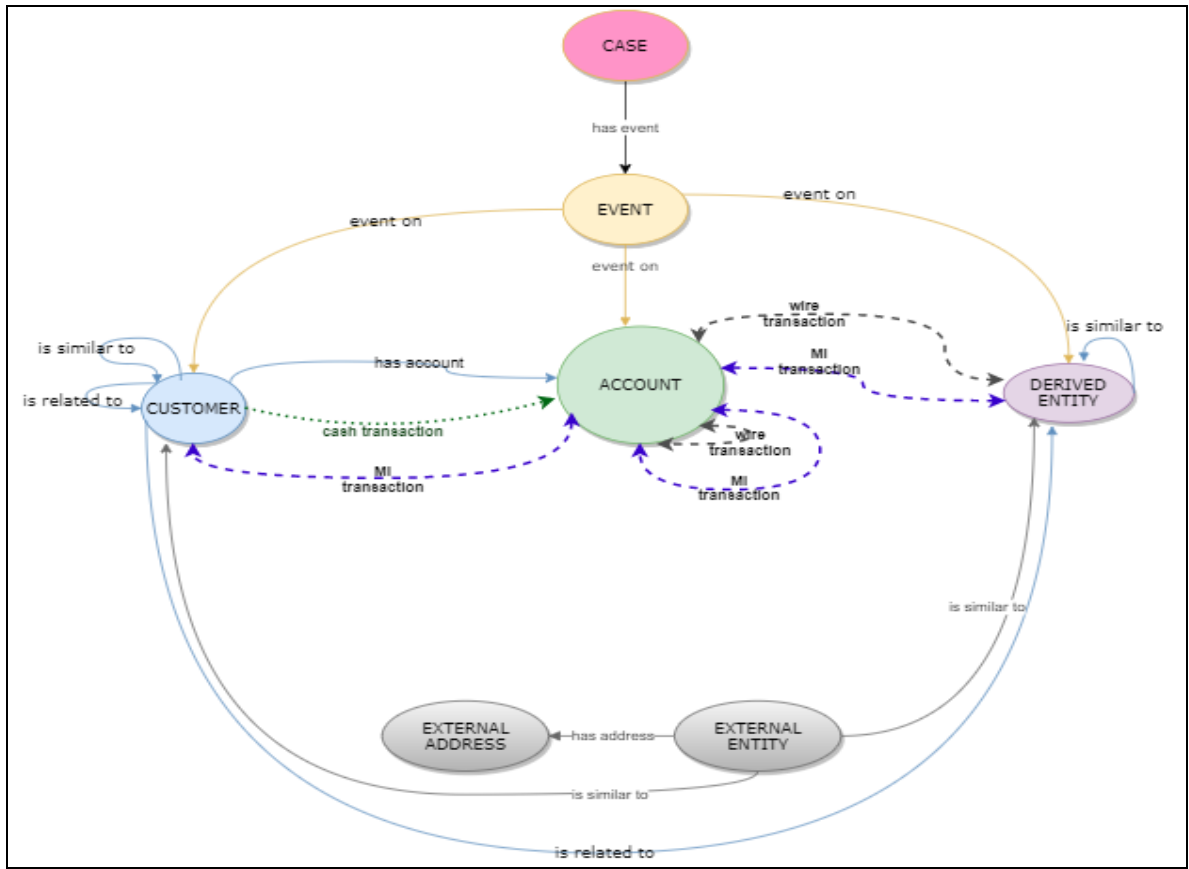 CASE
has event
event on
EVENT
event on
event on
wire
transaction
is similar to
is similar to
MI
transaction
has account
ACCOUNT
DERIVED
ENTITY
is related to
CUSTOMER
cash transaction
wire
transaction
MI
transaction
MI
transaction
is similar to
EXTERNAL
ADDRESS
has address
EXTERNAL
ENTITY
is similar to
is related to